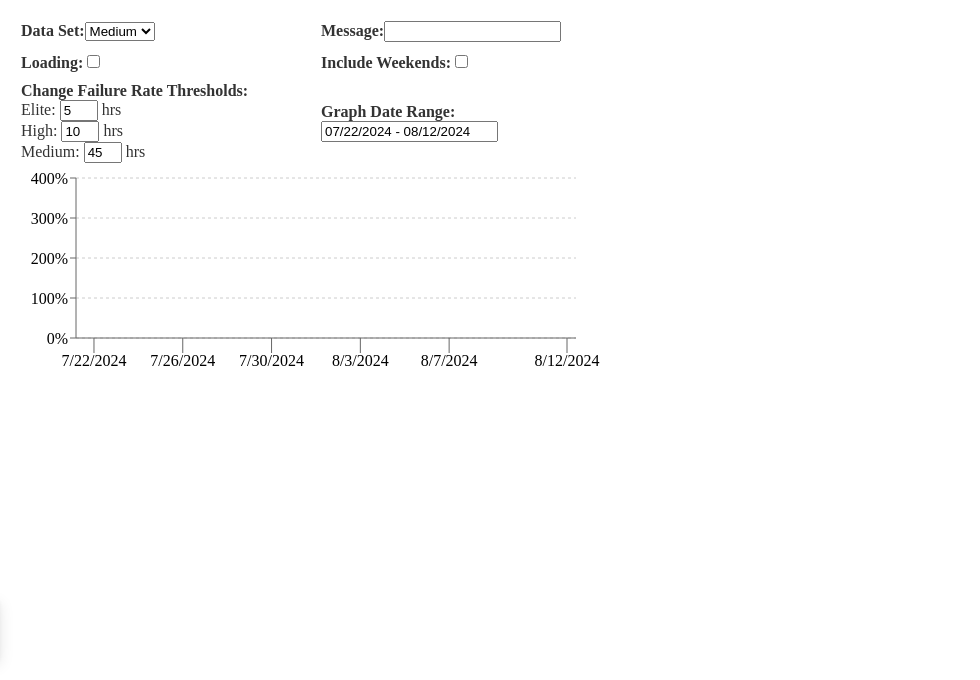 Data Set: Medium
Message:
Loading:
Include Weekends:
Change Failure Rate Thresholds:
Elite: 5 hrs
High: 10 hrs
Medium: 45 hrs
Graph Date Range:
07/22/2024 - 08/12/2024
400%
300%
200%
100%
0%
7/22/2024 7/26/2024 7/30/2024 8/3/2024 8/7/2024 8/12/2024